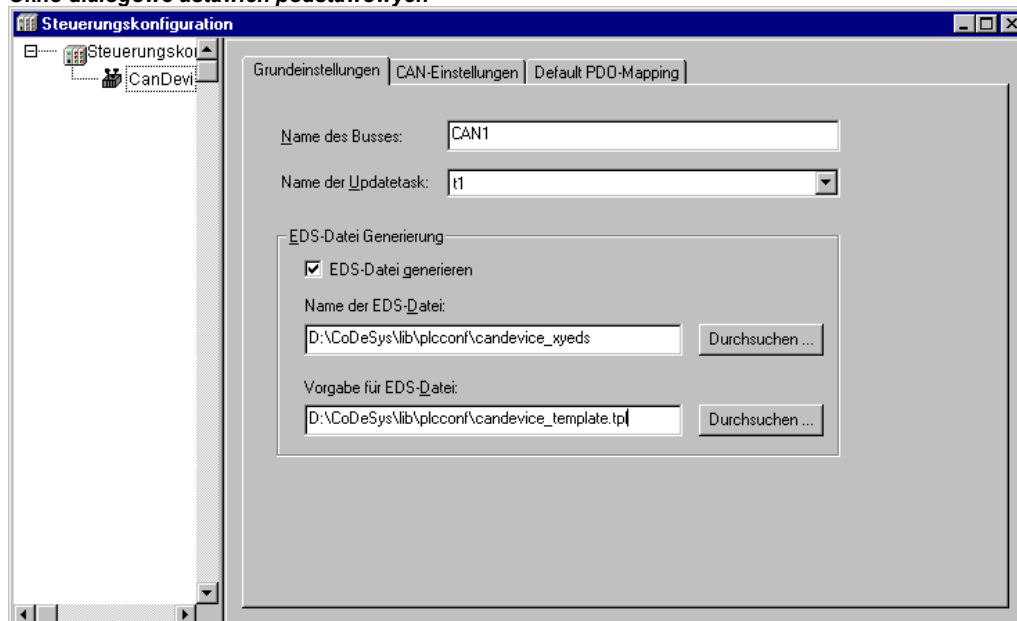 Okno dialogowe ustawień podstawowych
Steuerungskonfiguration
Steuerungskor
CanDevi
Grundeinstellungen
CAN-Einstellungen
Default PDO-Mapping
Name des Busses:
CAN1
Name der Updatetask:
t1
EDS-Datei Generierung
EDS-Datei generieren
Name der EDS-Datei:
D:\CoDeSys\lib\plcconf\candevice_xyeds
Durchsuchen ...
Vorgabe für EDS-Datei:
D:\CoDeSys\lib\plcconf\candevice_template.tpl
Durchsuchen ...